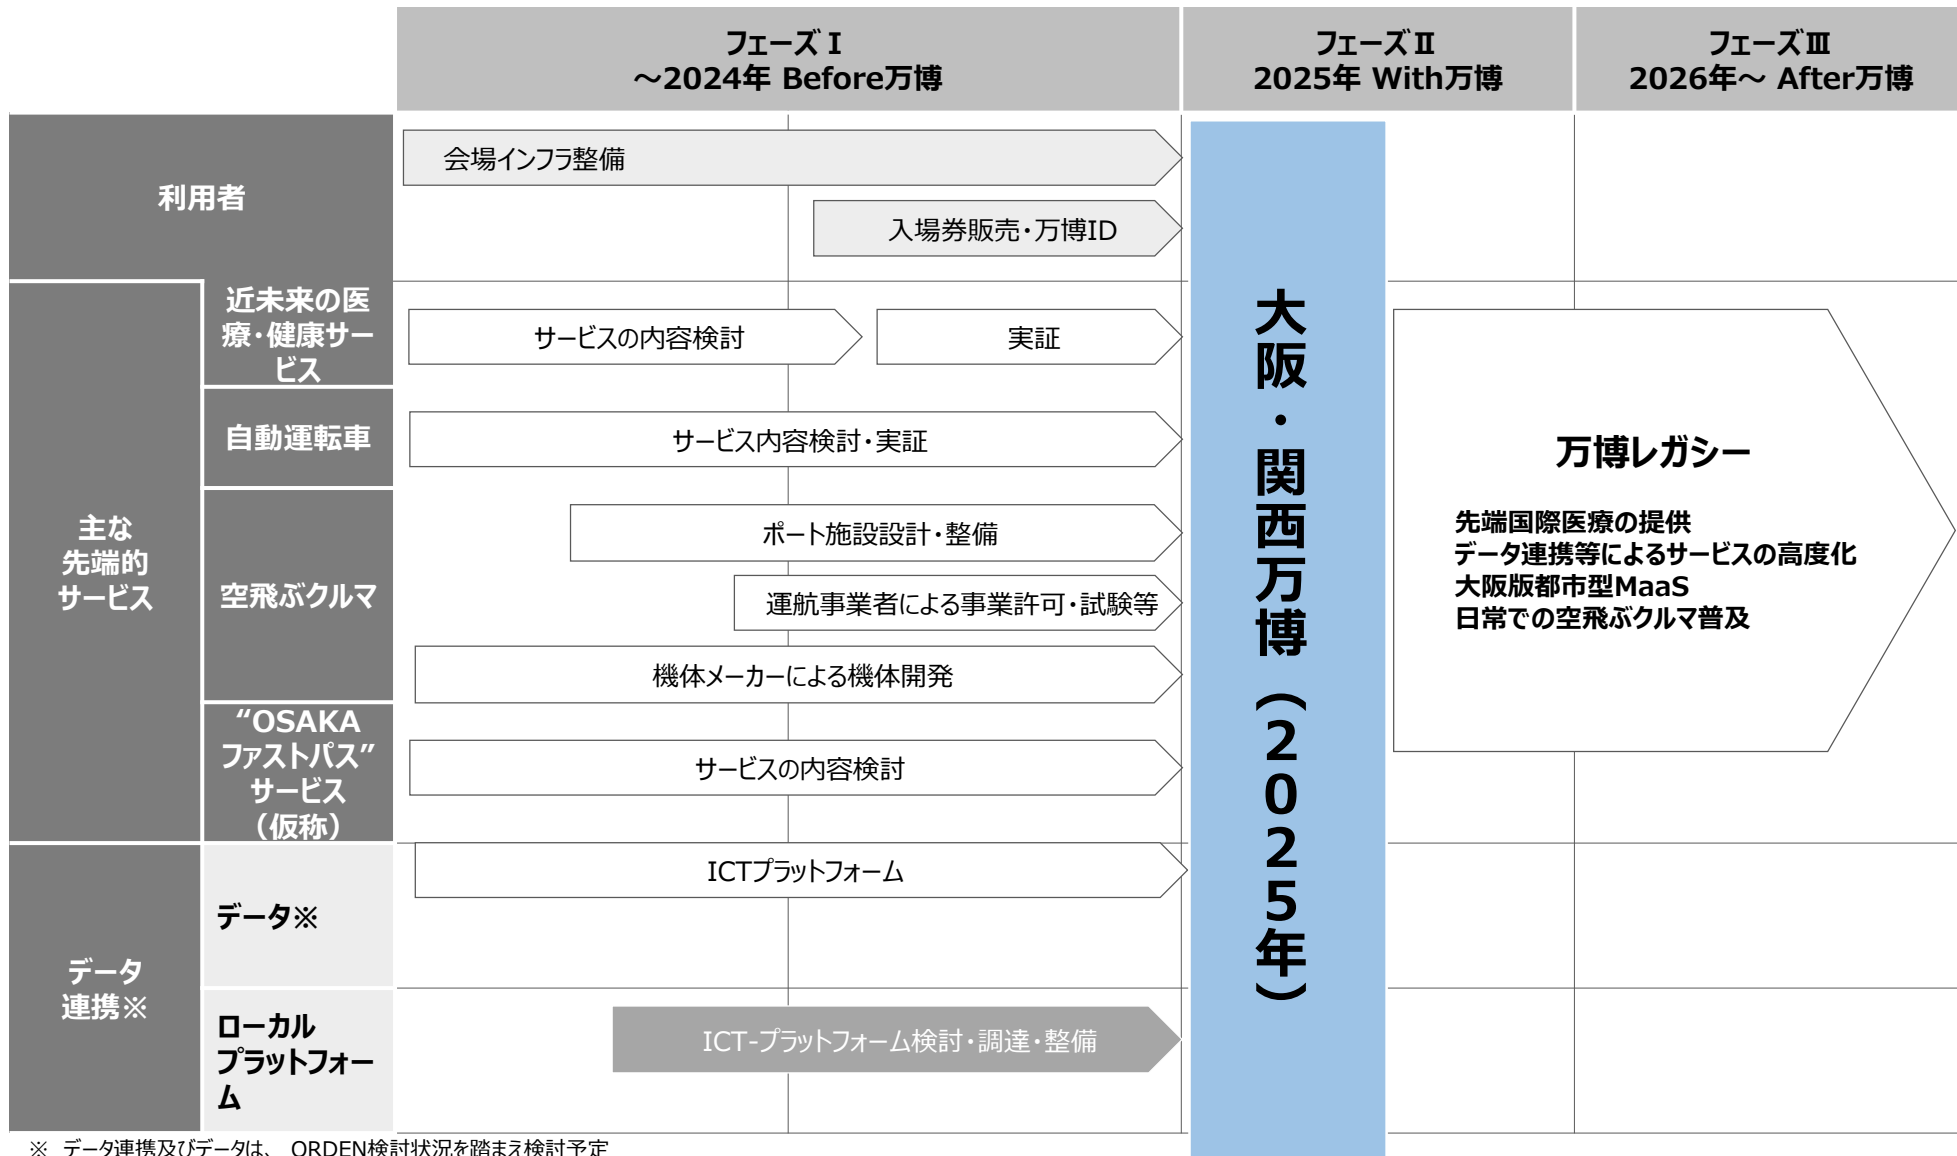 フェーズⅠ
～2024年 Before万博
フェーズⅡ
2025年 With万博
フェーズⅢ
2026年～ After万博
利用者
会場インフラ整備
入場券販売・万博ID
主な
先端的
サービス
近未来の医
療・健康サー
ビス
サービスの内容検討
実証
自動運転車
サービス内容検討・実証
空飛ぶクルマ
ポート施設設計・整備
運航事業者による事業許可・試験等
機体メーカーによる機体開発
“OSAKA
ファストパス”
サービス
（仮称）
サービスの内容検討
大阪・関西万博（2025年）
万博レガシー
先端国際医療の提供
データ連携等によるサービスの高度化
大阪版都市型MaaS
日常での空飛ぶクルマ普及
データ
連携※
データ※
ICTプラットフォーム
ローカル
プラットフォー
ム
ICT-プラットフォーム検討・調達・整備
※ データ連携及びデータは、 ORDEN検討状況を踏まえ検討予定